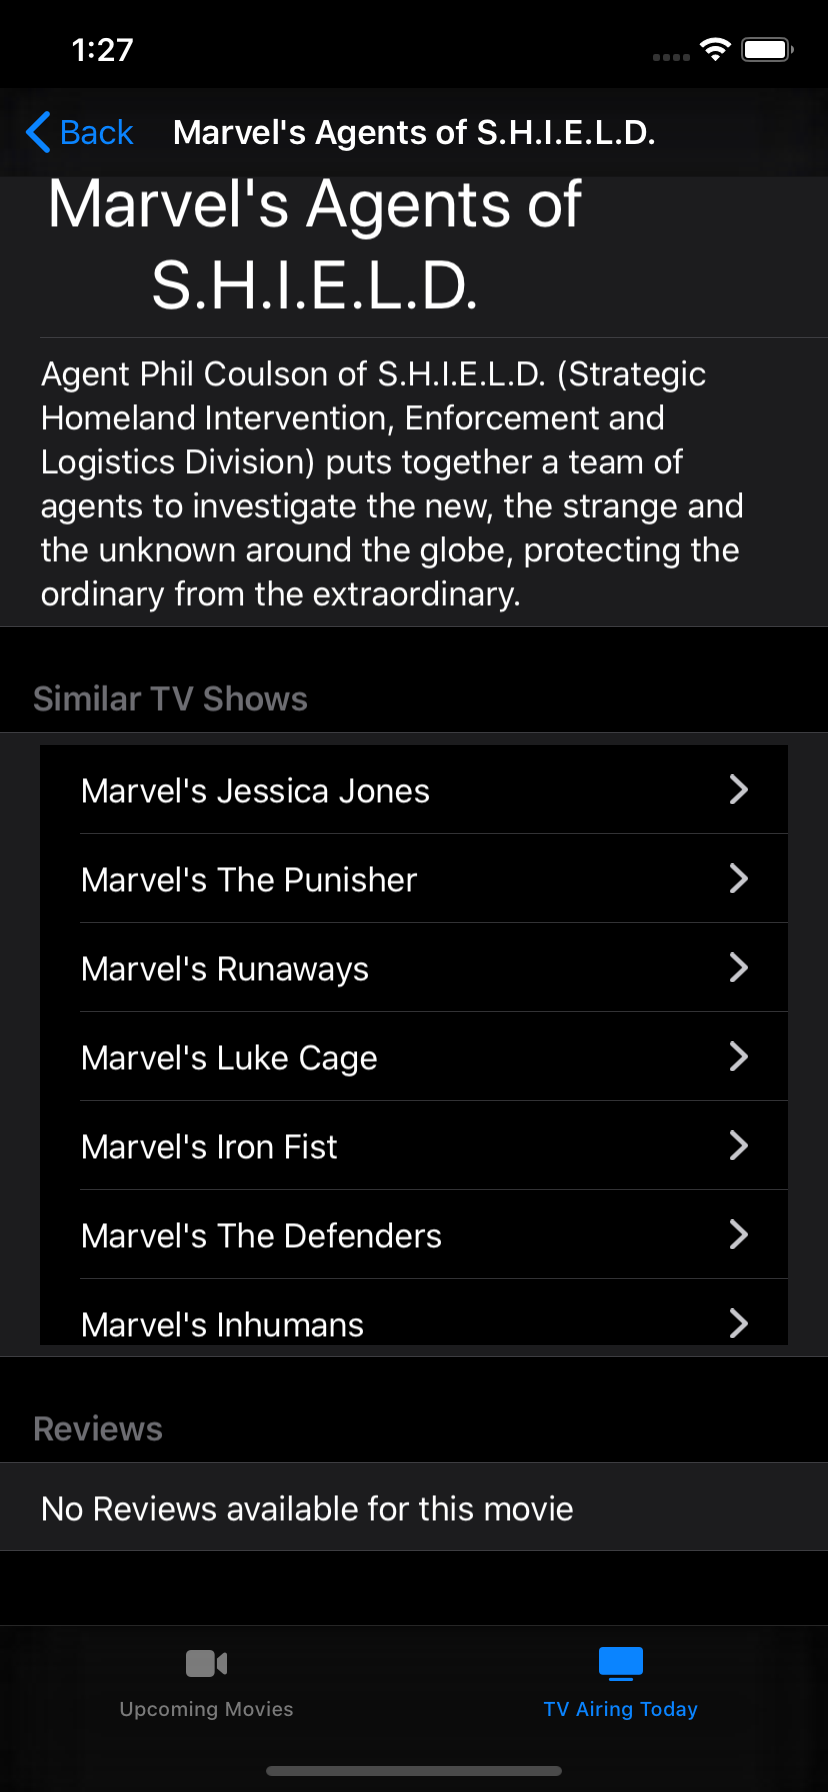 1:27
Back
Marvel's Agents of S.H.I.E.L.D.
Marvel's Agents of
S.H.I.E.L.D.
Agent Phil Coulson of S.H.I.E.L.D. (Strategic
Homeland Intervention, Enforcement and
Logistics Division) puts together a team of
agents to investigate the new, the strange and
the unknown around the globe, protecting the
ordinary from the extraordinary.
Similar TV Shows
Marvel's Jessica Jones
Marvel's The Punisher
Marvel's Runaways
Marvel's Luke Cage
Marvel's Iron Fist
Marvel's The Defenders
Marvel's Inhumans
Reviews
No Reviews available for this movie
Upcoming Movies
TV Airing Today